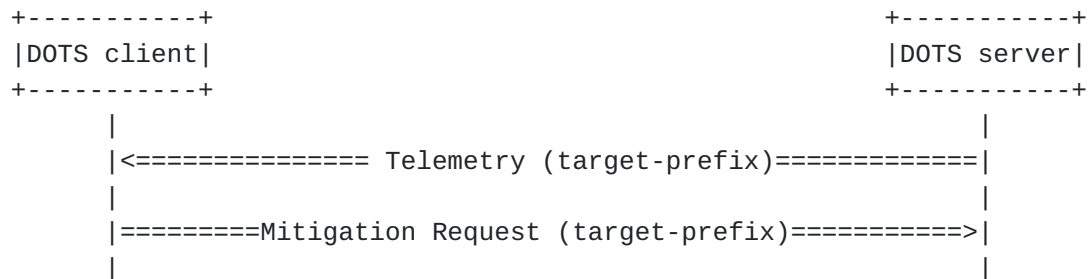 +-----------+ +-----------+
|DOTS client| |DOTS server|
+-----------+ +-----------+
| |
|<=============== Telemetry (target-prefix)=============|
| |
|=========Mitigation Request (target-prefix)===========>|
| |